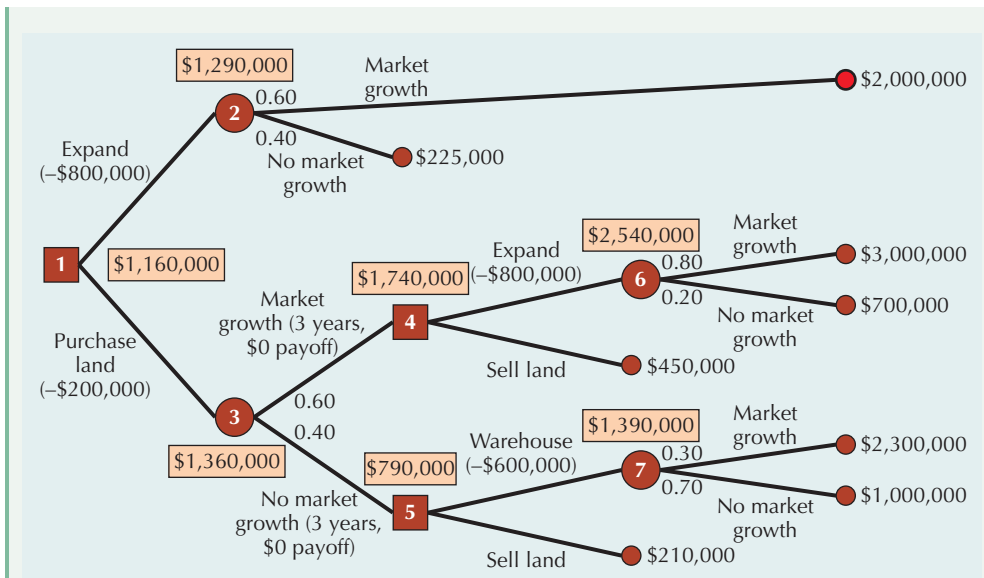 $1,290,000
Market
growth
$2,000,000
2
0.60
0.40
No market
growth
$225,000
Expand
(–$800,000)
1
$1,160,000
Purchase
land
(–$200,000)
3
$1,360,000
Market
growth (3 years,
$0 payoff)
0.60
0.40
No market
growth (3 years,
$0 payoff)
$1,740,000
4
Expand
(–$800,000)
Sell land
$450,000
$2,540,000
6
0.80
0.20
Market
growth
$3,000,000
No market
growth
$700,000
$790,000
5
Warehouse
(–$600,000)
Sell land
$210,000
$1,390,000
7
0.30
0.70
Market
growth
$2,300,000
No market
growth
$1,000,000